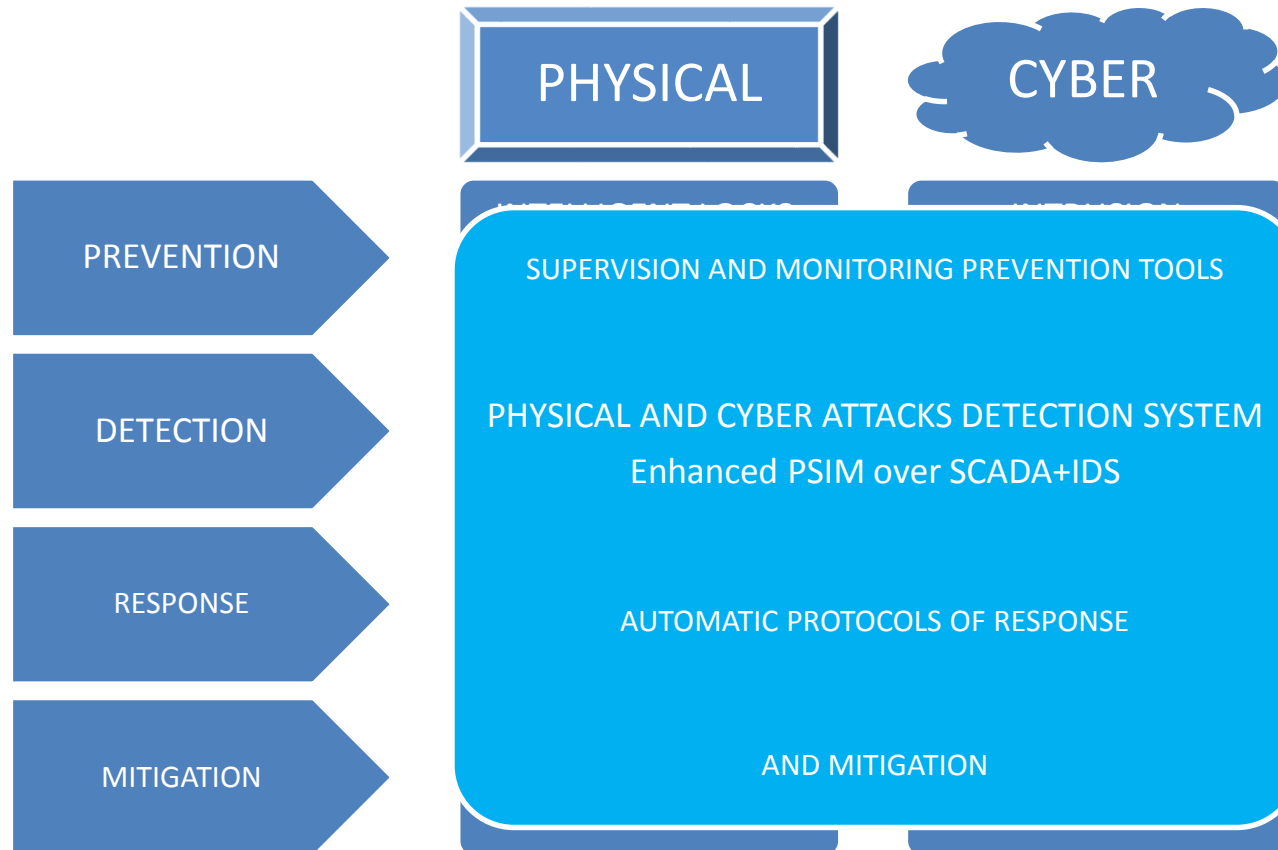 PHYSICAL
CYBER
PREVENTION
SUPERVISION AND MONITORING PREVENTION TOOLS
DETECTION
PHYSICAL AND CYBER ATTACKS DETECTION SYSTEM
Enhanced PSIM over SCADA+IDS
RESPONSE
AUTOMATIC PROTOCOLS OF RESPONSE
MITIGATION
AND MITIGATION